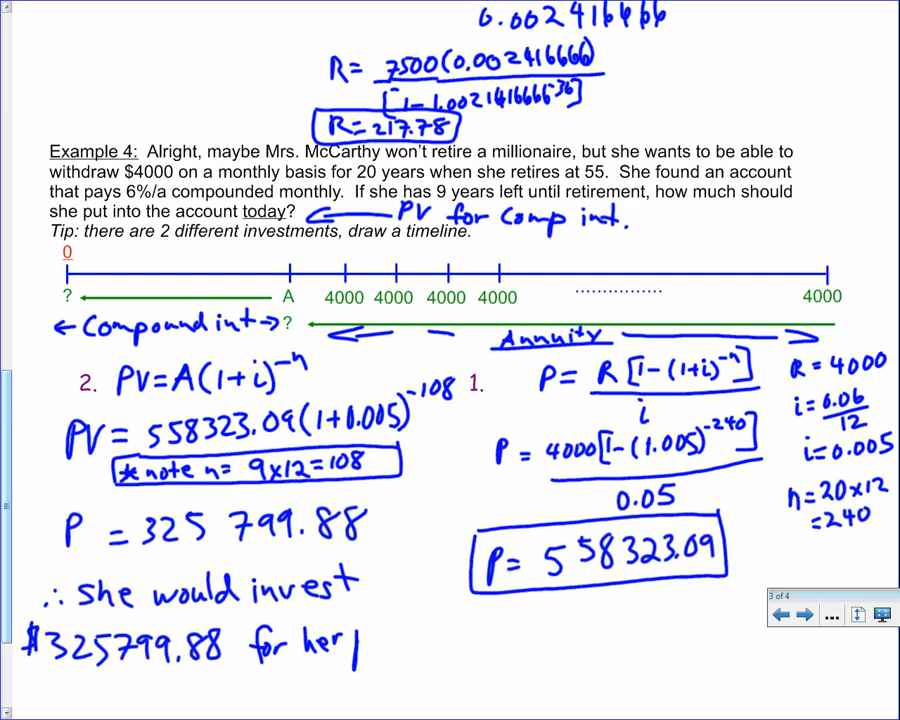 0.002416666
R= 7500(0.002416666)
[1-1.002416666^-36]
R=217.78
Example 4: Alright, maybe Mrs. McCarthy won't retire a millionaire, but she wants to be able to
withdraw $4000 on a monthly basis for 20 years when she retires at 55. She found an account
that pays 6%/a compounded monthly. If she has 9 years left until retirement, how much should
she put into the account today? ← PV for Comp int.
Tip: there are 2 different investments, draw a timeline.
0
? A 4000 4000 4000 4000 ................ 4000
← Compound int → ? ← Annuity →
2. PV=A(1+i)^-n
PV = 558323.09(1+0.005)^-108
*note n= 9x12=108
P = 325 799.88
∴ she would invest
$325799.88 for her
1. P= R[1-(1+i)^-n]
i
P = 4000[1-(1.005)^-240]
0.05
P= 558323.09
R=4000
i=0.06
12
i=0.005
n=20x12
=240
3 of 4
...